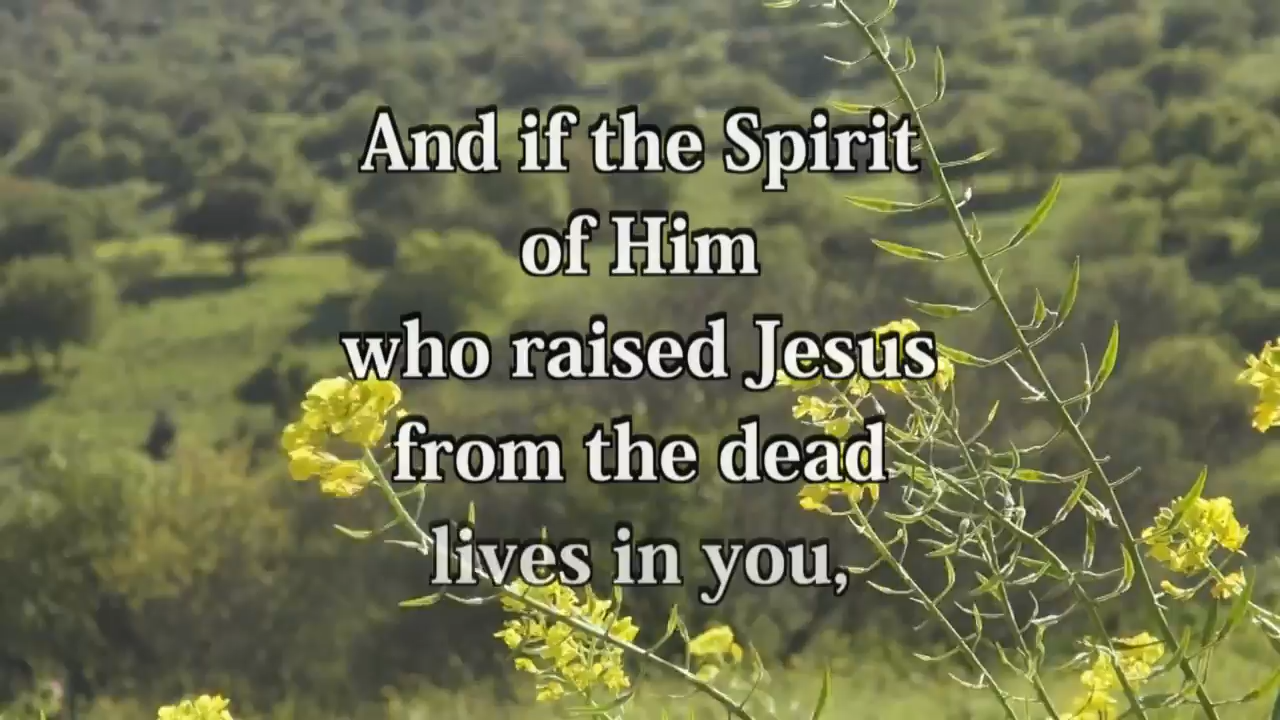 And if the Spirit
of Him
who raised Jesus
from the dead
lives in you,